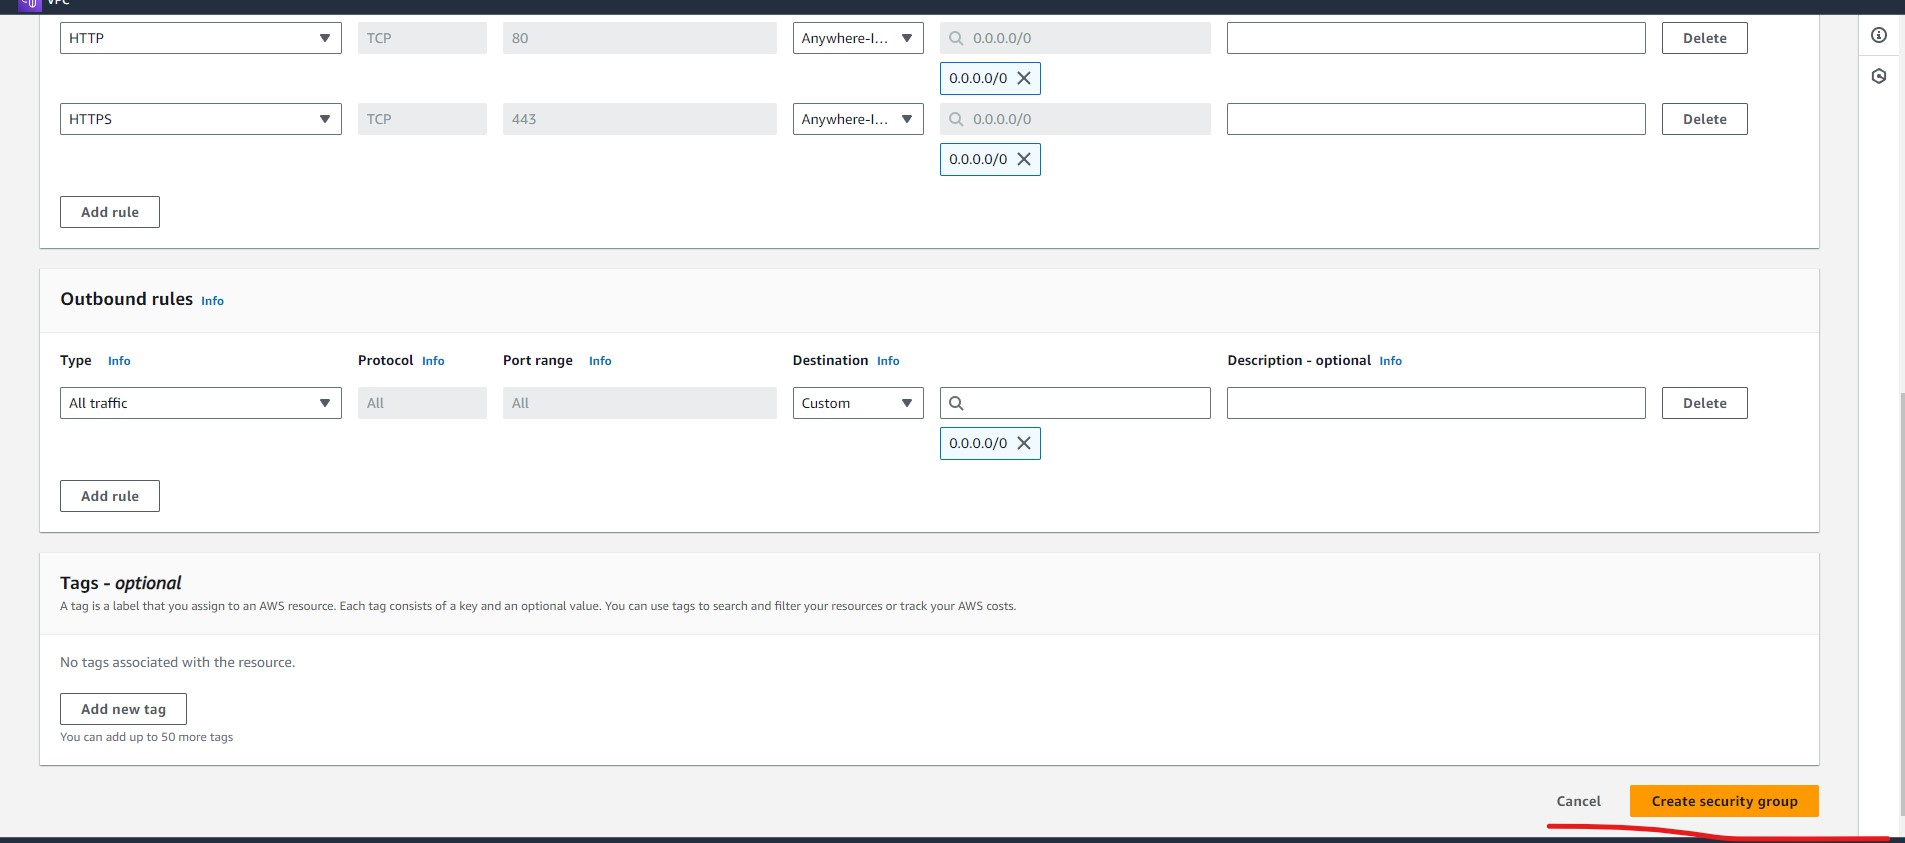 VPC
HTTP TCP 80 Anywhere-I... 0.0.0.0/0 Delete
0.0.0.0/0
HTTPS TCP 443 Anywhere-I... 0.0.0.0/0 Delete
0.0.0.0/0
Add rule
Outbound rules Info
Type Info Protocol Info Port range Info Destination Info Description - optional Info
All traffic All All Custom Delete
0.0.0.0/0
Add rule
Tags - optional
A tag is a label that you assign to an AWS resource. Each tag consists of a key and an optional value. You can use tags to search and filter your resources or track your AWS costs.
No tags associated with the resource.
Add new tag
You can add up to 50 more tags
Cancel Create security group